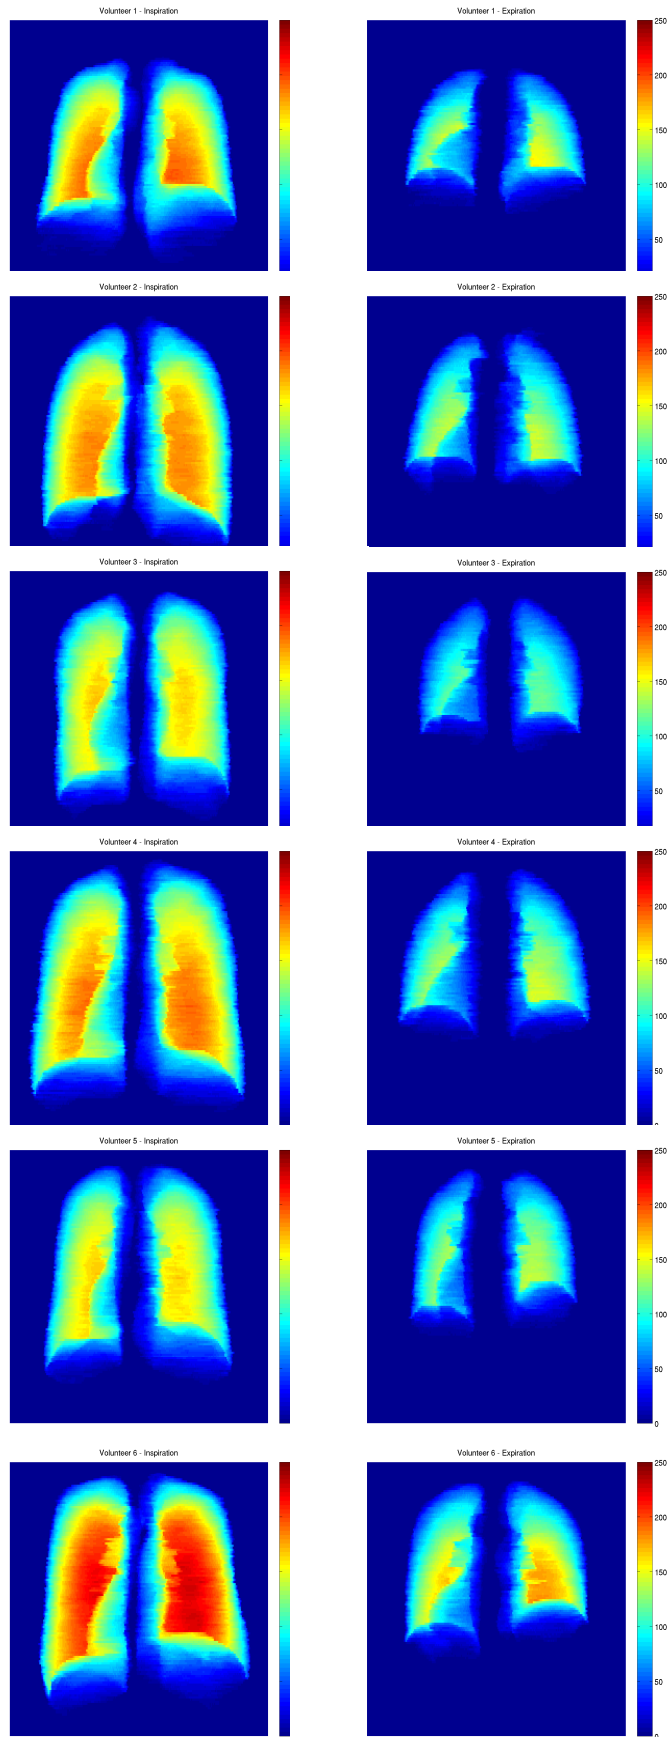 Volunteer 1 - Inspiration
Volunteer 1 - Expiration
250
200
150
100
50
Volunteer 2 - Inspiration
Volunteer 2 - Expiration
250
200
150
100
50
Volunteer 3 - Inspiration
Volunteer 3 - Expiration
250
200
150
100
50
Volunteer 4 - Inspiration
Volunteer 4 - Expiration
250
200
150
100
50
0
Volunteer 5 - Inspiration
Volunteer 5 - Expiration
250
200
150
100
50
0
Volunteer 6 - Inspiration
Volunteer 6 - Expiration
250
200
150
100
50
0